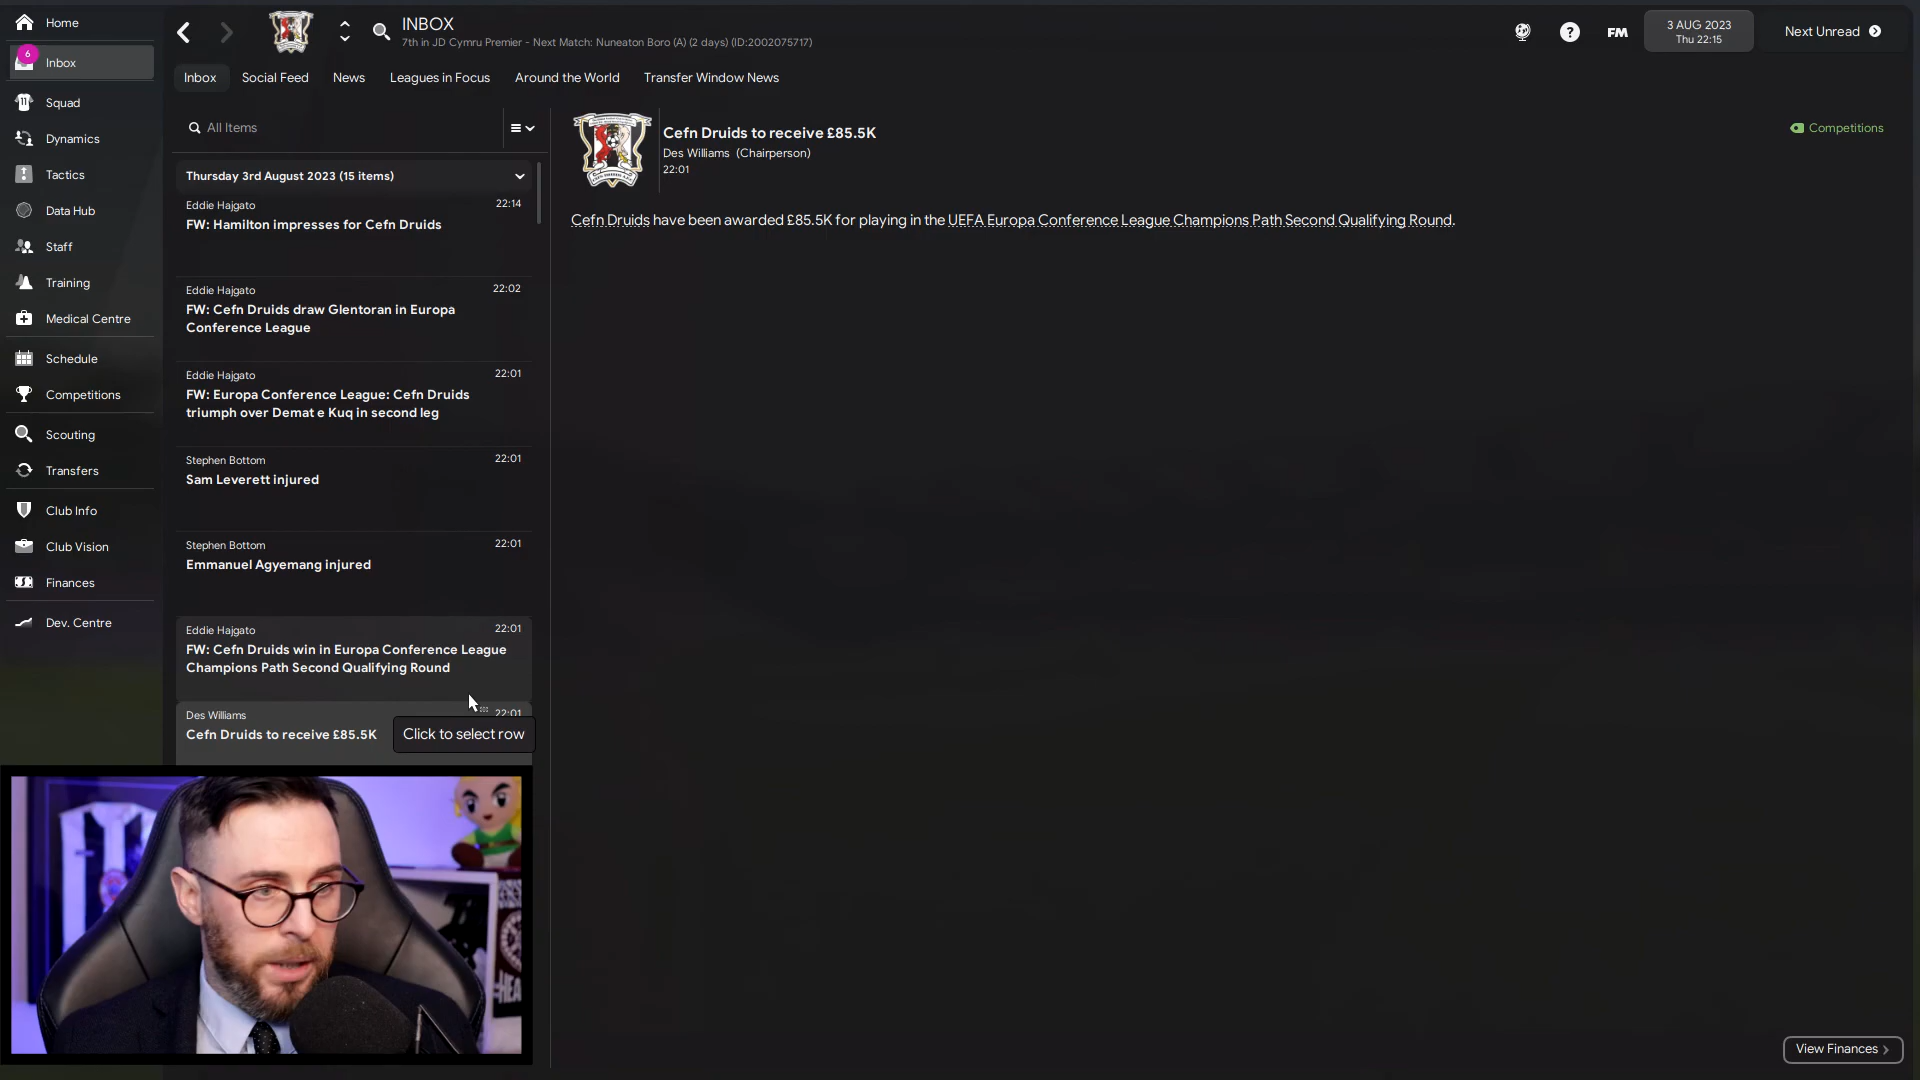 Home
6
Inbox
Squad
Dynamics
Tactics
Data Hub
Staff
Training
Medical Centre
Schedule
Competitions
Scouting
Transfers
Club Info
Club Vision
Finances
Dev. Centre
INBOX
7th in JD Cymru Premier - Next Match: Nuneaton Boro (A) (2 days) (ID:2002075717)
FM
3 AUG 2023
Thu 22:15
Next Unread
Inbox
Social Feed
News
Leagues in Focus
Around the World
Transfer Window News
All Items
Thursday 3rd August 2023 (15 items)
Eddie Hajgato 22:14
FW: Hamilton impresses for Cefn Druids
Eddie Hajgato 22:02
FW: Cefn Druids draw Glentoran in Europa
Conference League
Eddie Hajgato 22:01
FW: Europa Conference League: Cefn Druids
triumph over Demat e Kuq in second leg
Stephen Bottom 22:01
Sam Leverett injured
Stephen Bottom 22:01
Emmanuel Agyemang injured
Eddie Hajgato 22:01
FW: Cefn Druids win in Europa Conference League
Champions Path Second Qualifying Round
Des Williams 22:01
Cefn Druids to receive £85.5K
Click to select row
Cefn Druids to receive £85.5K
Des Williams (Chairperson)
22:01
Competitions
Cefn Druids have been awarded £85.5K for playing in the UEFA Europa Conference League Champions Path Second Qualifying Round.
View Finances